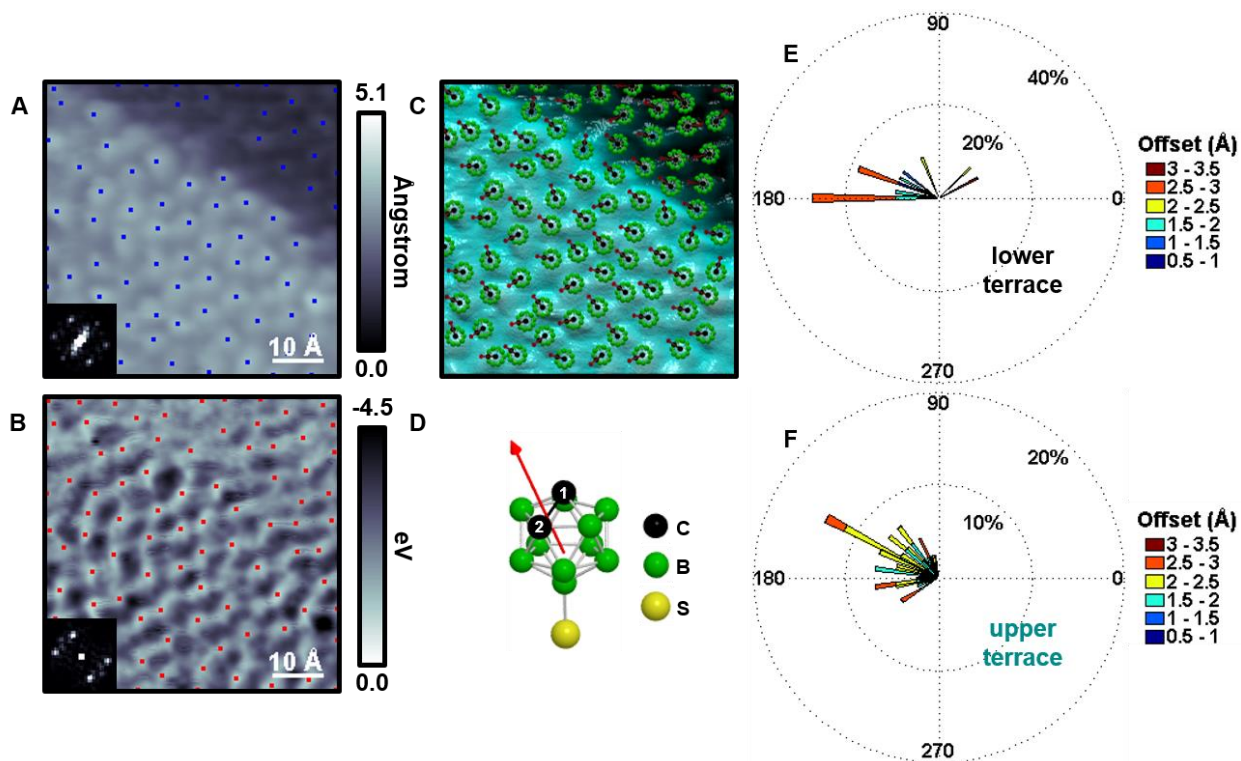 A
5.1
Ångstrom
0.0
10 Å
B
-4.5
eV
0.0
10 Å
C
D
1
2
C
B
S
E
90
40%
20%
180
0
270
lower
terrace
Offset (Å)
3 - 3.5
2.5 - 3
2 - 2.5
1.5 - 2
1 - 1.5
0.5 - 1
F
90
20%
10%
180
0
270
upper
terrace
Offset (Å)
3 - 3.5
2.5 - 3
2 - 2.5
1.5 - 2
1 - 1.5
0.5 - 1